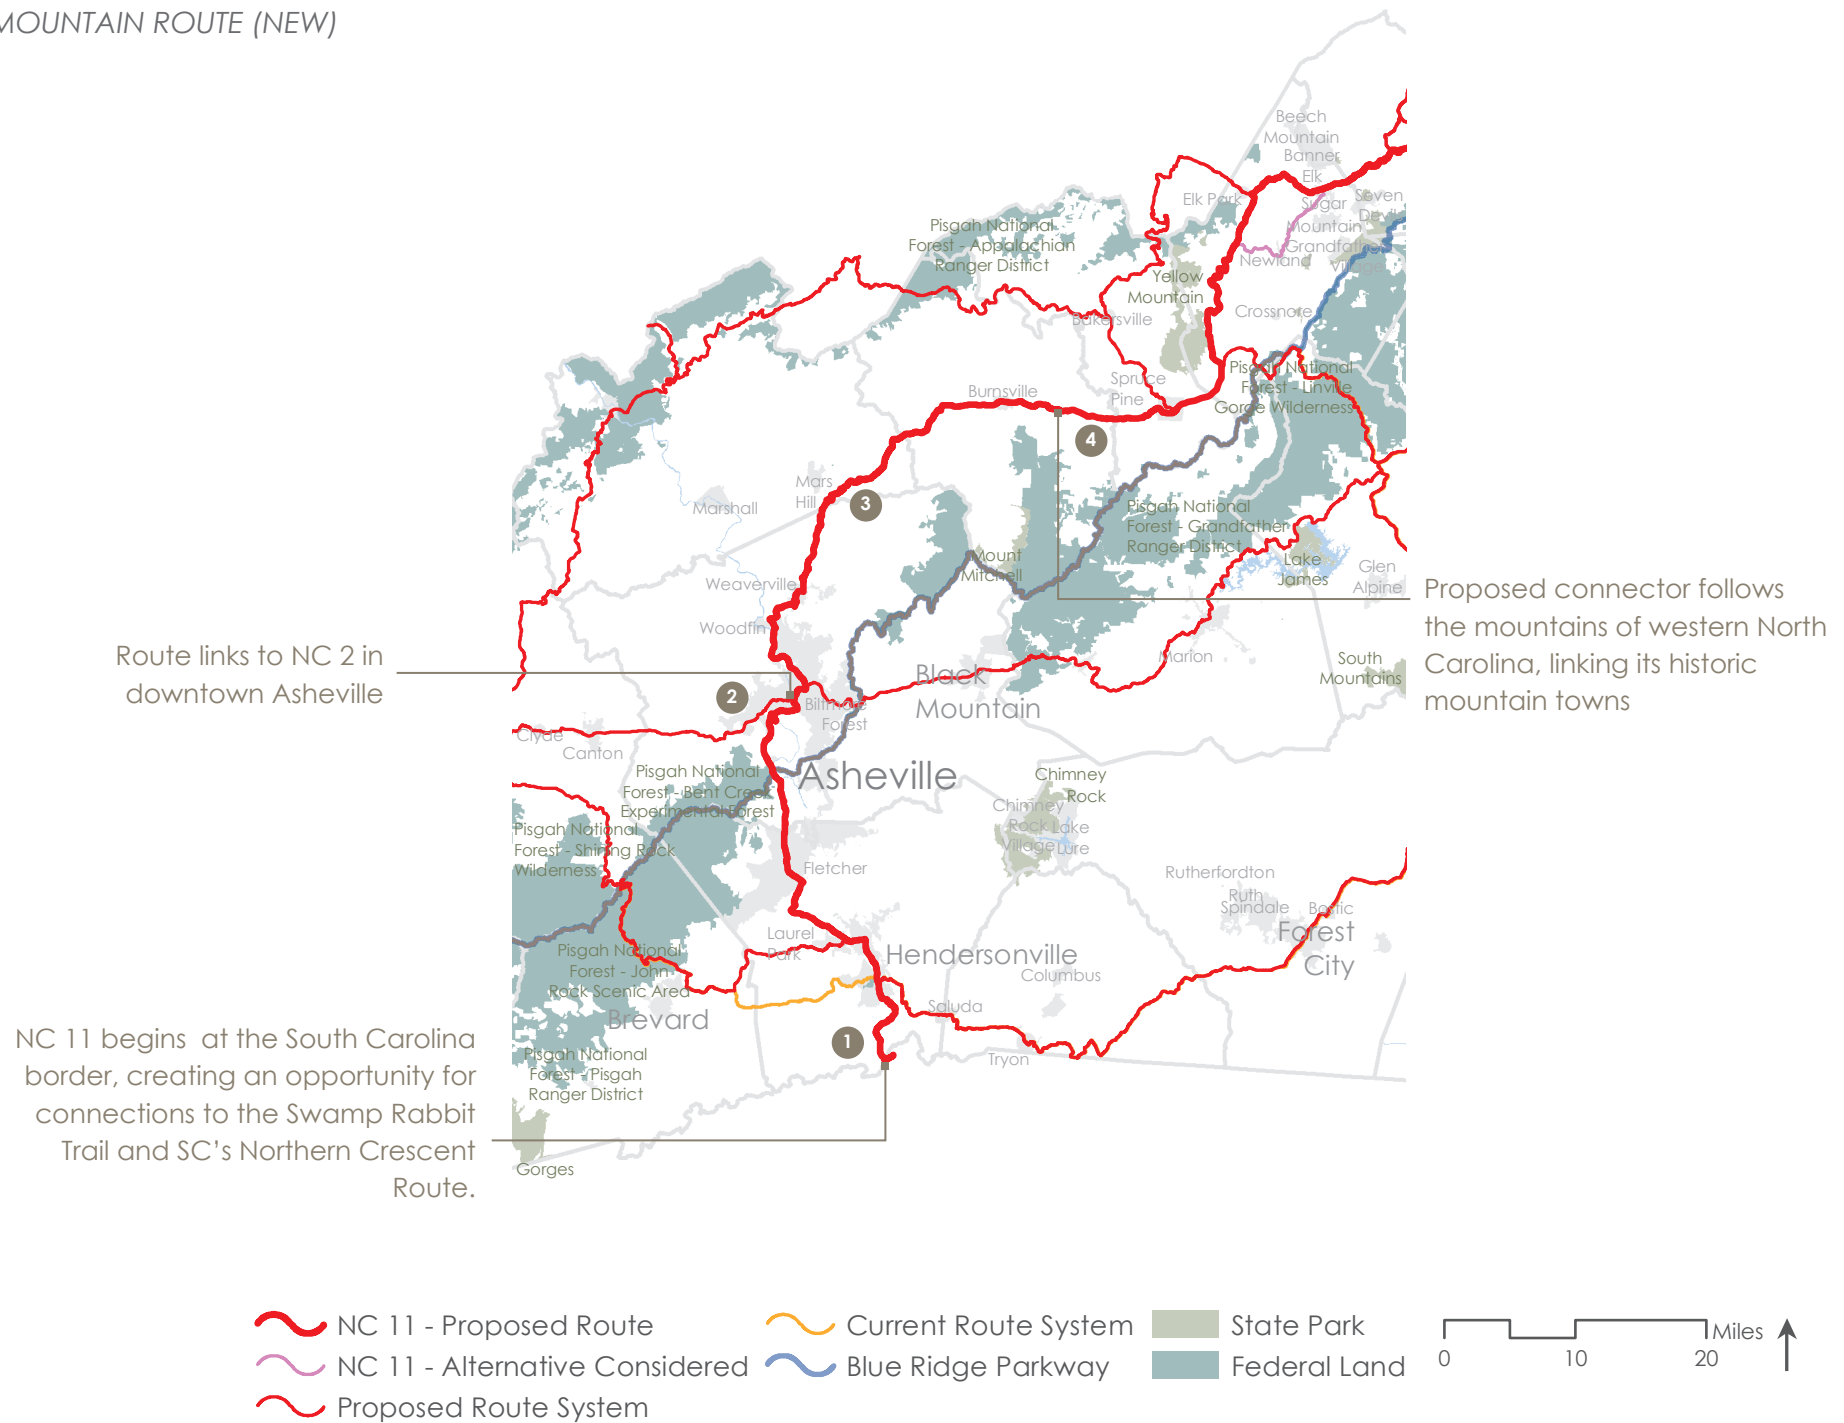 MOUNTAIN ROUTE (NEW)
Beech
Mountain
Banner
Elk
Elk Park
Seven
Devils
Sugar
Mountain
Grandfather
Village
Newland
Pisgah National
Forest - Appalachian
Ranger District
Yellow
Mountain
Crossnore
Bakersville
Pisgah National
Forest - Linville
Gorge Wilderness
Spruce
Pine
Burnsville
4
Mars
Hill
3
Marshall
Pisgah National
Forest - Grandfather
Ranger District
Mount
Mitchell
Lake
James
Glen
Alpine
Weaverville
Woodfin
Proposed connector follows
the mountains of western North
Carolina, linking its historic
mountain towns
Route links to NC 2 in
downtown Asheville
2
Marion
South
Mountains
Black
Mountain
Biltmore
Forest
Clyde
Canton
Asheville
Pisgah National
Forest - Bent Creek
Experimental Forest
Chimney
Rock
Chimney
Rock
Village
Lake
Lure
Pisgah National
Forest - Shining Rock
Wilderness
Fletcher
Rutherfordton
Ruth
Spindale
Bostic
Forest
City
Laurel
Park
Hendersonville
Columbus
Pisgah National
Forest - John
Rock Scenic Area
Brevard
Saluda
1
Tryon
NC 11 begins at the South Carolina
border, creating an opportunity for
connections to the Swamp Rabbit
Trail and SC's Northern Crescent
Route.
Pisgah National
Forest - Pisgah
Ranger District
Gorges
NC 11 - Proposed Route
NC 11 - Alternative Considered
Proposed Route System
Current Route System
Blue Ridge Parkway
State Park
Federal Land
Miles
0 10 20